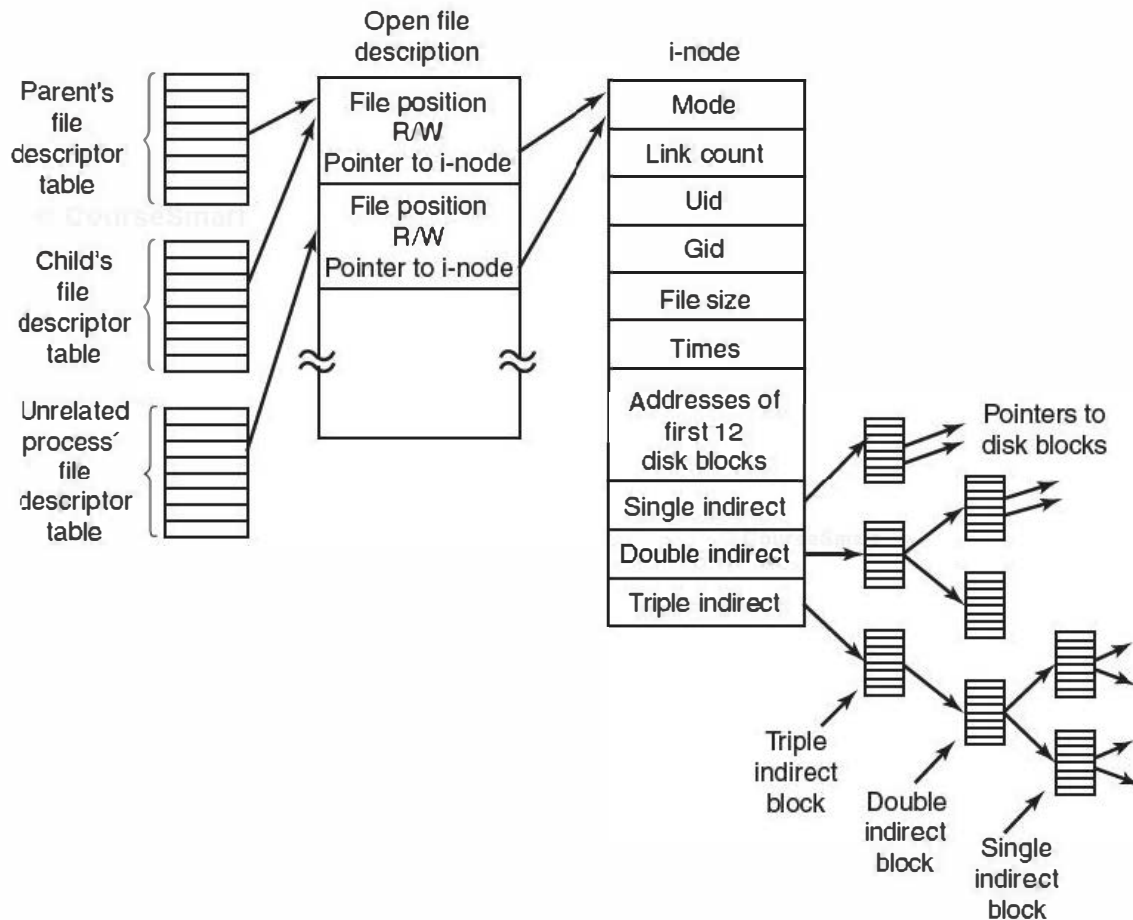 Open file
description
i-node
Parent's
file
descriptor
table
Child's
file
descriptor
table
Unrelated
process´
file
descriptor
table
File position
R/W
Pointer to i-node
File position
R/W
Pointer to i-node
Mode
Link count
Uid
Gid
File size
Times
Addresses of
first 12
disk blocks
Single indirect
Double indirect
Triple indirect
Pointers to
disk blocks
Triple
indirect
block
Double
indirect
block
Single
indirect
block
CourseSmart